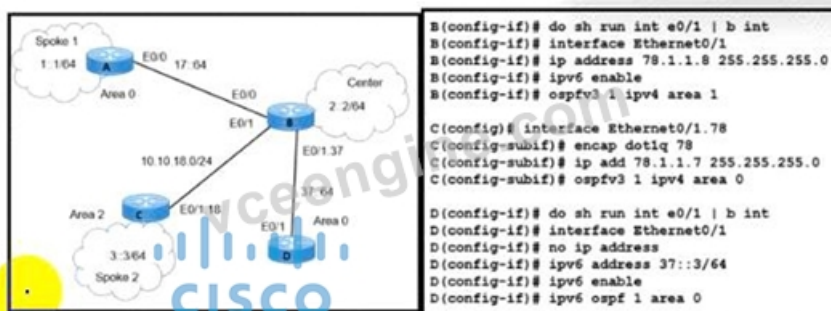 Spoke 1
1::1/64
A
E0/0
17::64
Area 0
E0/0
Center
2::2/64
B
E0/1
E0/1.37
10.10.18.0/24
37::64
Area 2
C
E0/1.18
E0/1
Area 0
D
3::3/64
Spoke 2
CISCO
vceengine.com
B(config-if)# do sh run int e0/1 | b int
B(config-if)# interface Ethernet0/1
B(config-if)# ip address 78.1.1.8 255.255.255.0
B(config-if)# ipv6 enable
B(config-if)# ospfv3 1 ipv4 area 1
C(config)# interface Ethernet0/1.78
C(config-subif)# encap dot1q 78
C(config-subif)# ip add 78.1.1.7 255.255.255.0
C(config-subif)# ospfv3 1 ipv4 area 0
D(config-if)# do sh run int e0/1 | b int
D(config-if)# interface Ethernet0/1
D(config-if)# no ip address
D(config-if)# ipv6 address 37::3/64
D(config-if)# ipv6 enable
D(config-if)# ipv6 ospf 1 area 0